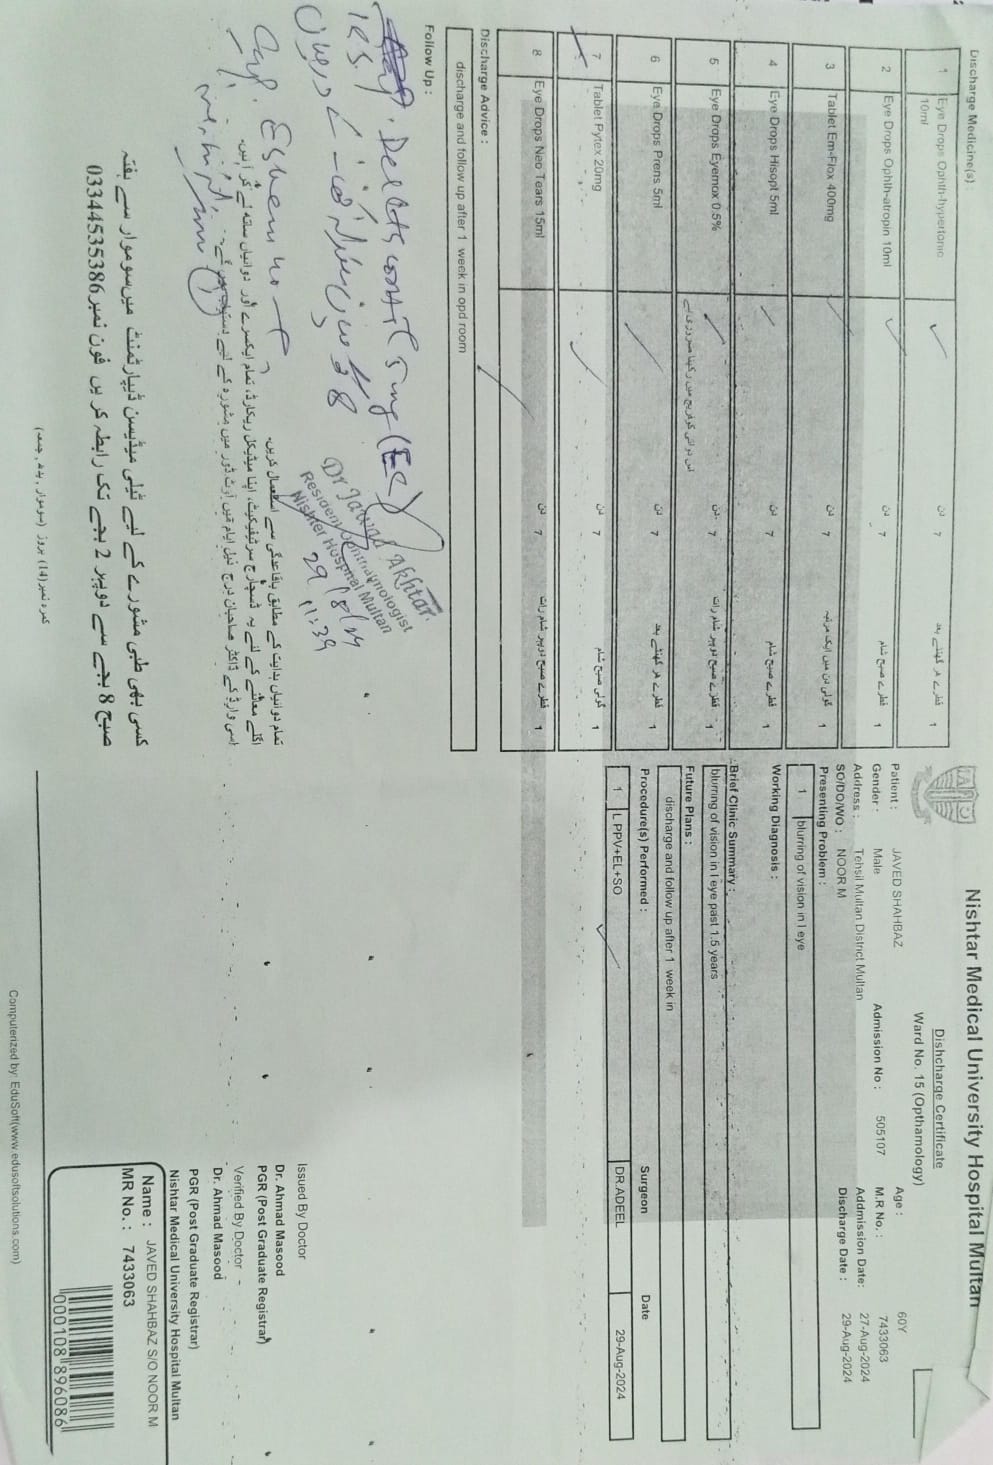 Discharge Medicine(s)
1 Eye Drops Ophth-hypertonic 10ml 7 دن 1 قطرے ہر گھنٹے بعد
2 Eye Drops Ophth-atropin 10ml 7 دن 1 قطرے صبح شام
3 Tablet Em-Flox 400mg 7 دن 1 گولی دن میں ایک مرتبہ
4 Eye Drops Hisopt 5ml 7 دن 1 قطرے صبح شام
5 Eye Drops Eyemox 0.5% 7 دن 1 قطرے صبح دوپہر شام رات
اس دوائی کو فریج میں رکھنا ضروری ہے
6 Eye Drops Prens 5ml 7 دن 1 قطرے ہر گھنٹے بعد
7 Tablet Pytex 20mg 7 دن 1 گولی صبح شام
8 Eye Drops Neo Tears 15ml 7 دن 1 قطرے صبح دوپہر شام رات
Discharge Advice :
discharge and follow up after 1 week in opd room
Follow Up :
5mg
کے درمیان
8
Dr Jawad Akhtar.
Resident Ophthalmologist
Nishter Hospital Multan
29/8/24
11:39
Cap.
1
تمام دوائیاں ہدایت کے مطابق باقاعدگی سے استعمال کریں۔
اگلے معائنے کے لئے یہ ڈسچارج سرٹیفیکیٹ، اپنا میڈیکل ریکارڈ، تمام ایکسرے اور دوائیاں ساتھ لے کر آئیں۔
اسی وارڈ کے ڈاکٹر صاحبان درج ذیل ایام میں آوٹ ڈور میں مشورہ کے لیے دستیاب ہوں گے۔
کسی بھی طبی مشورے کے لیے ٹیلی میڈیسن ڈیپارٹمنٹ میں سوموار سے ہفتہ
صبح 8 بجے سے دوپہر 2 بجے تک رابطہ کریں فون نمبر 03344535386
کمرہ نمبر (14) بروز (سوموار , بدھ , جمعہ)
Nishtar Medical University Hospital Multan
Dishcharge Certificate
Ward No. 15 (Opthamology)
Patient : JAVED SHAHBAZ Age : 60Y
Gender : Male Admission No : 505107 M.R No. : 7433063
Address : Tehsil Multan District Multan Addmission Date: 27-Aug-2024
SO/DO/WO : NOOR M Discharge Date : 29-Aug-2024
Presenting Problem :
1 blurring of vision in l eye
Working Diagnosis :
Brief Clinic Summary :
blurring of vision in l eye past 1.5 years
Future Plans :
discharge and follow up after 1 week in
Procedure(s) Performed : Surgeon Date
1 L PPV+EL+SO DR.ADEEL 29-Aug-2024
Issued By Doctor
Dr. Ahmad Masood
PGR (Post Graduate Registrar)
Verified By Doctor
Dr. Ahmad Masood
PGR (Post Graduate Registrar)
Nishtar Medical University Hospital Multan
Name : JAVED SHAHBAZ S/O NOOR M
MR No. : 7433063
000108 896086
Computerized by: EduSoft(www.edusoftsolutions.com)